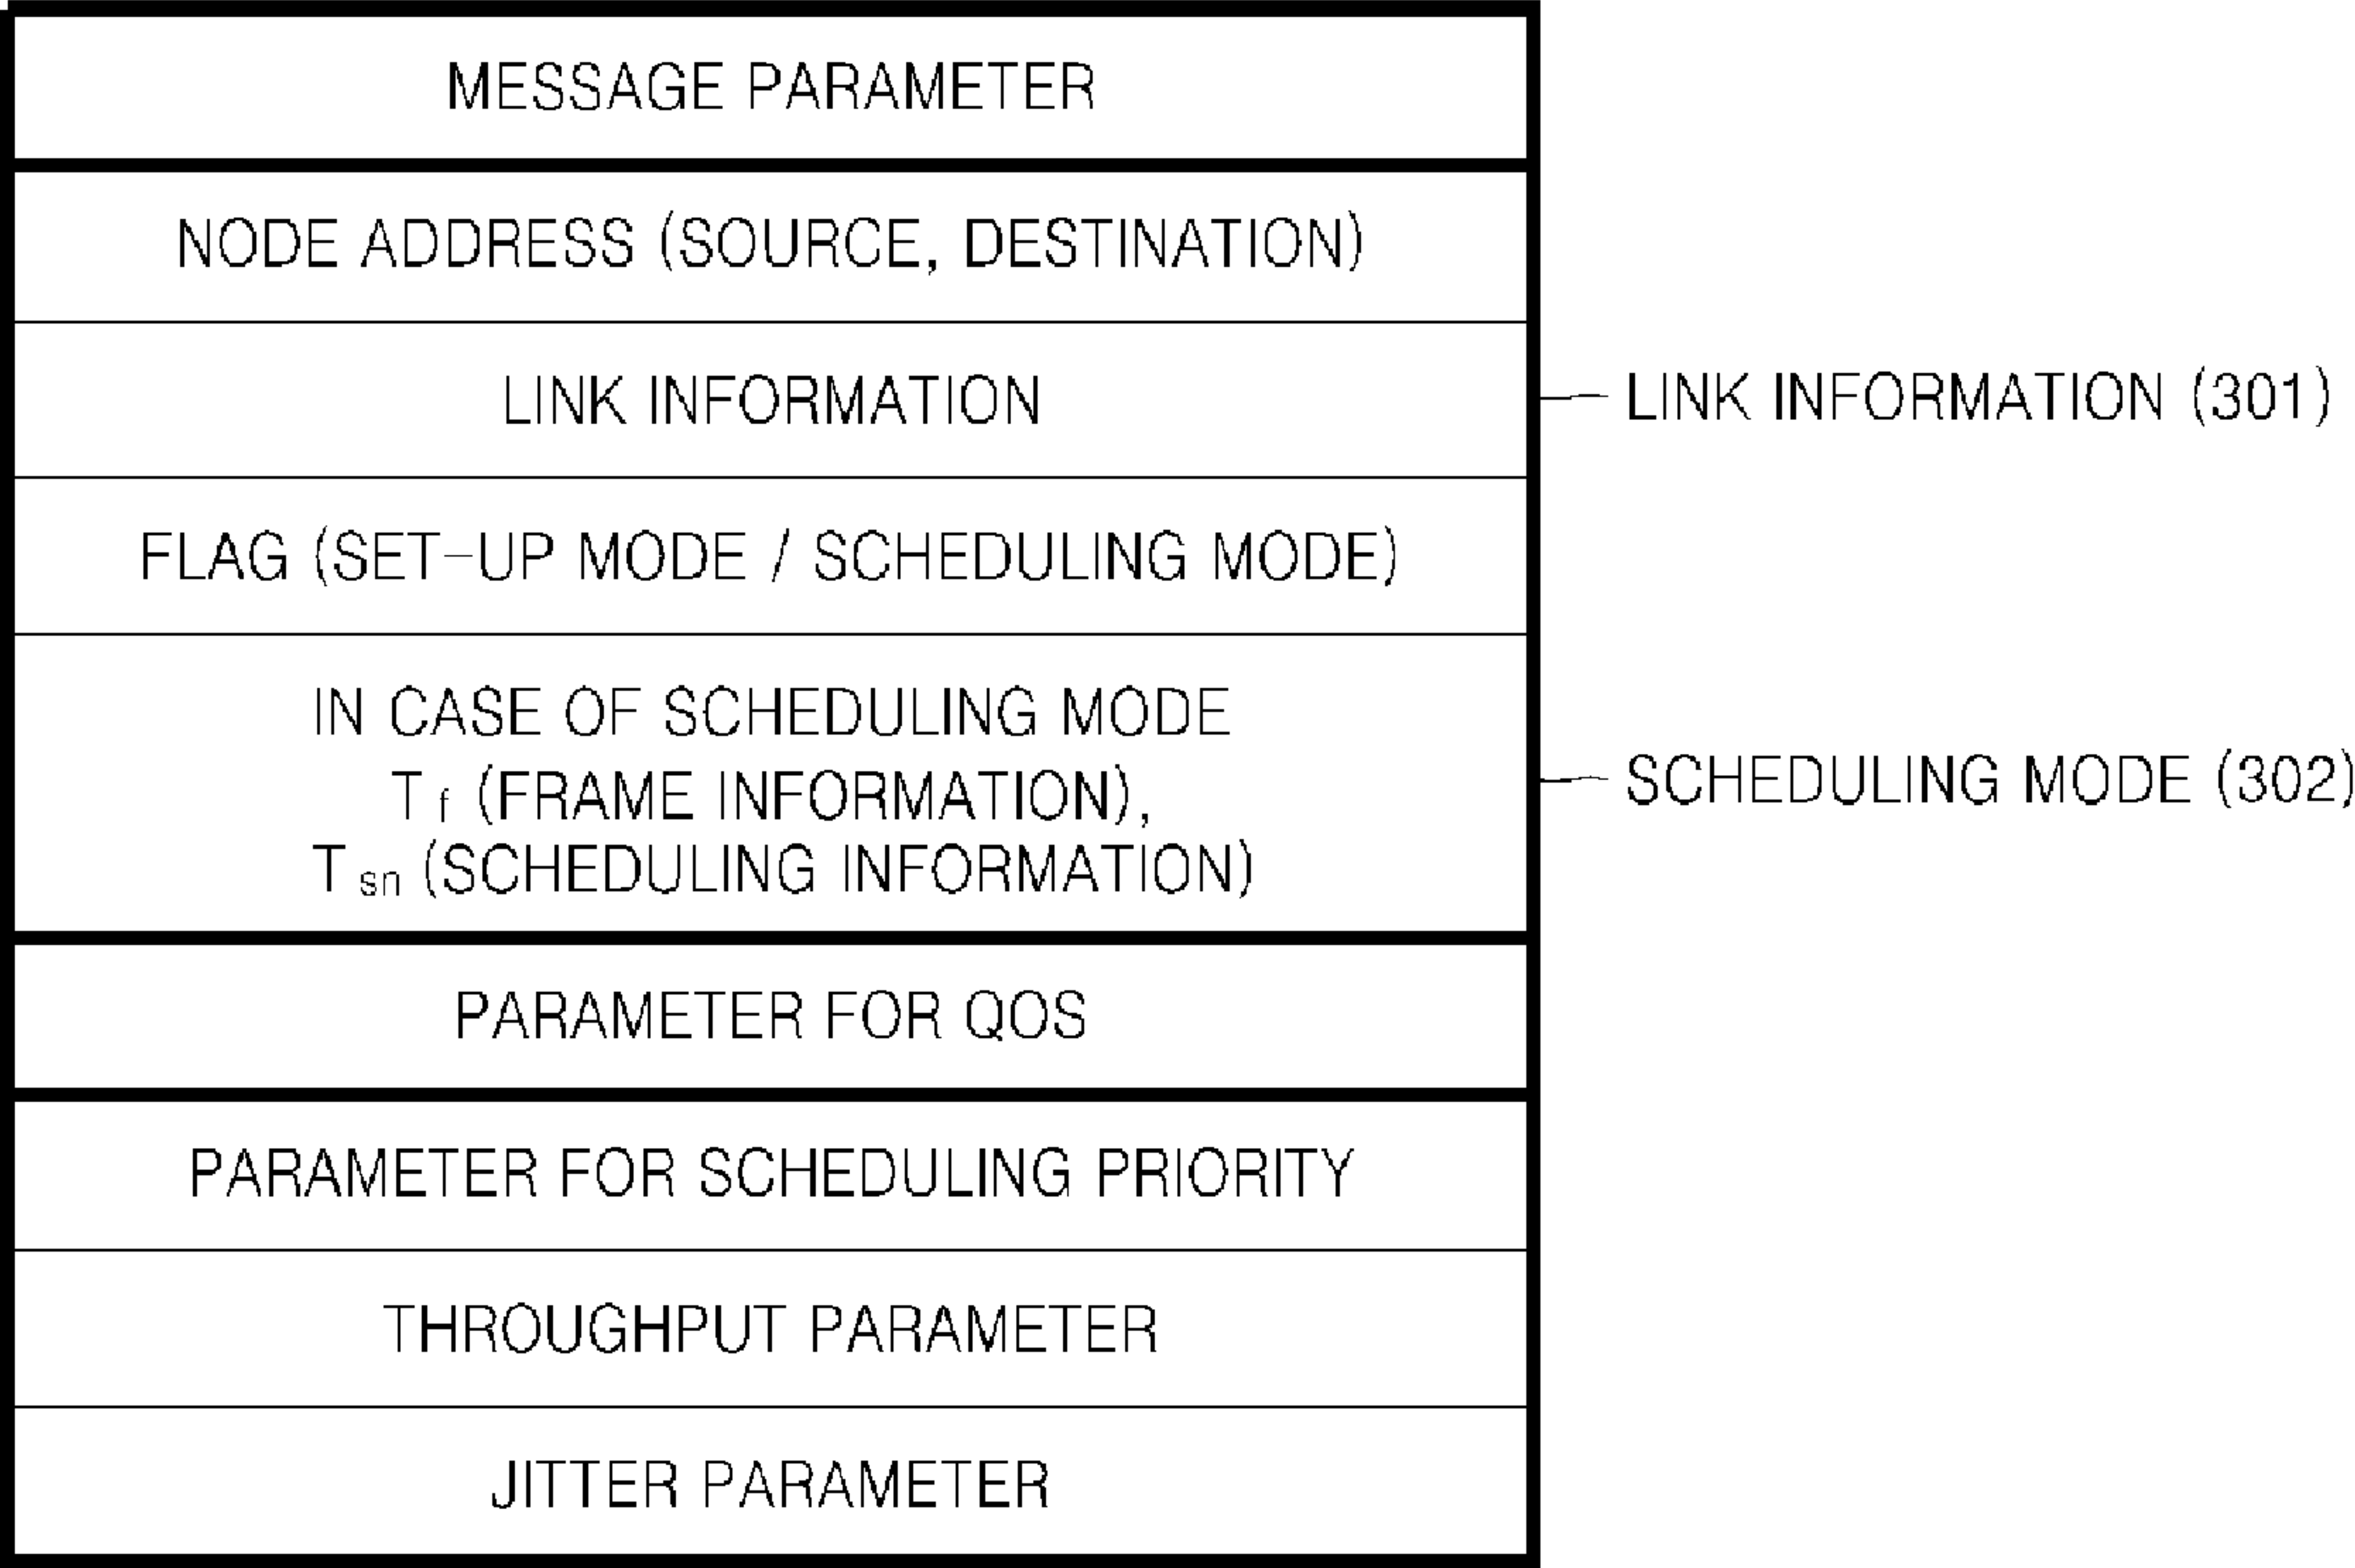 MESSAGE PARAMETER
NODE ADDRESS (SOURCE, DESTINATION)
LINK INFORMATION
LINK INFORMATION (301)
FLAG (SET-UP MODE / SCHEDULING MODE)
IN CASE OF SCHEDULING MODE
T f (FRAME INFORMATION),
T sn (SCHEDULING INFORMATION)
SCHEDULING MODE (302)
PARAMETER FOR QOS
PARAMETER FOR SCHEDULING PRIORITY
THROUGHPUT PARAMETER
JITTER PARAMETER